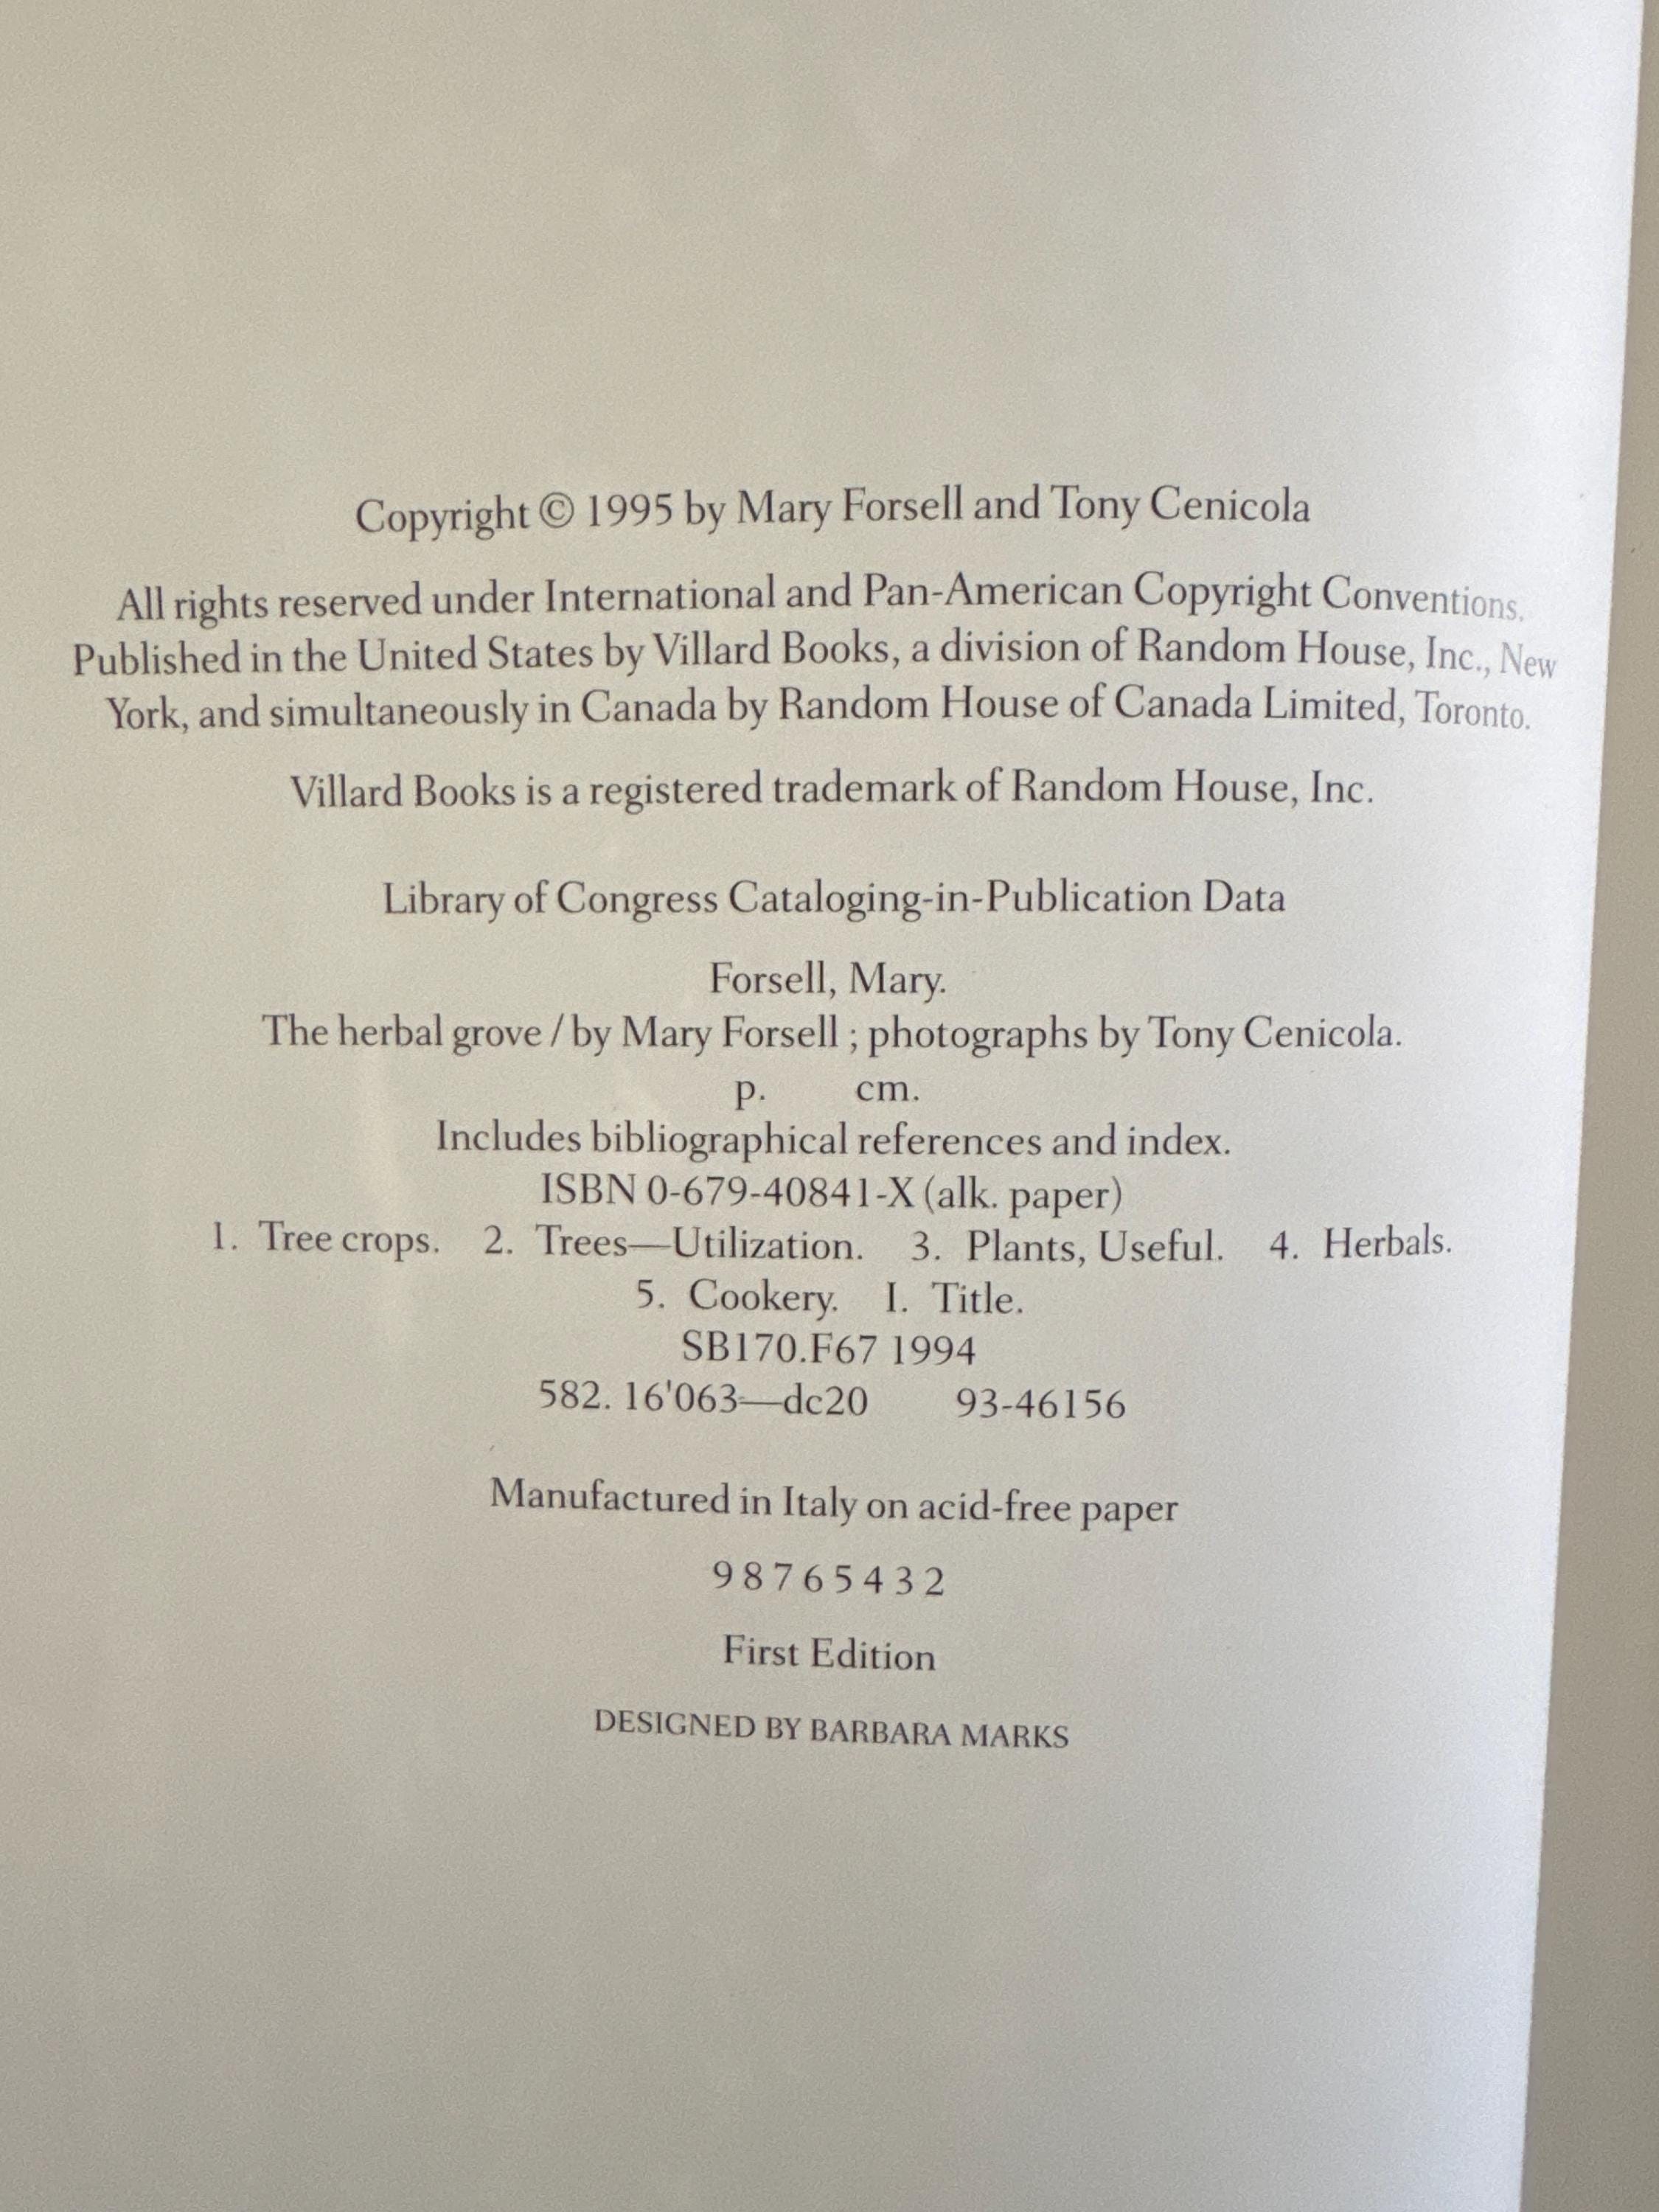 Copyright © 1995 by Mary Forsell and Tony Cenicola
All rights reserved under International and Pan-American Copyright Conventions.
Published in the United States by Villard Books, a division of Random House, Inc., New
York, and simultaneously in Canada by Random House of Canada Limited, Toronto.
Villard Books is a registered trademark of Random House, Inc.
Library of Congress Cataloging-in-Publication Data
Forsell, Mary.
The herbal grove / by Mary Forsell ; photographs by Tony Cenicola.
p. cm.
Includes bibliographical references and index.
ISBN 0-679-40841-X (alk. paper)
1. Tree crops. 2. Trees—Utilization. 3. Plants, Useful. 4. Herbals.
5. Cookery. I. Title.
SB170.F67 1994
582. 16'063—dc20 93-46156
Manufactured in Italy on acid-free paper
9 8 7 6 5 4 3 2
First Edition
DESIGNED BY BARBARA MARKS